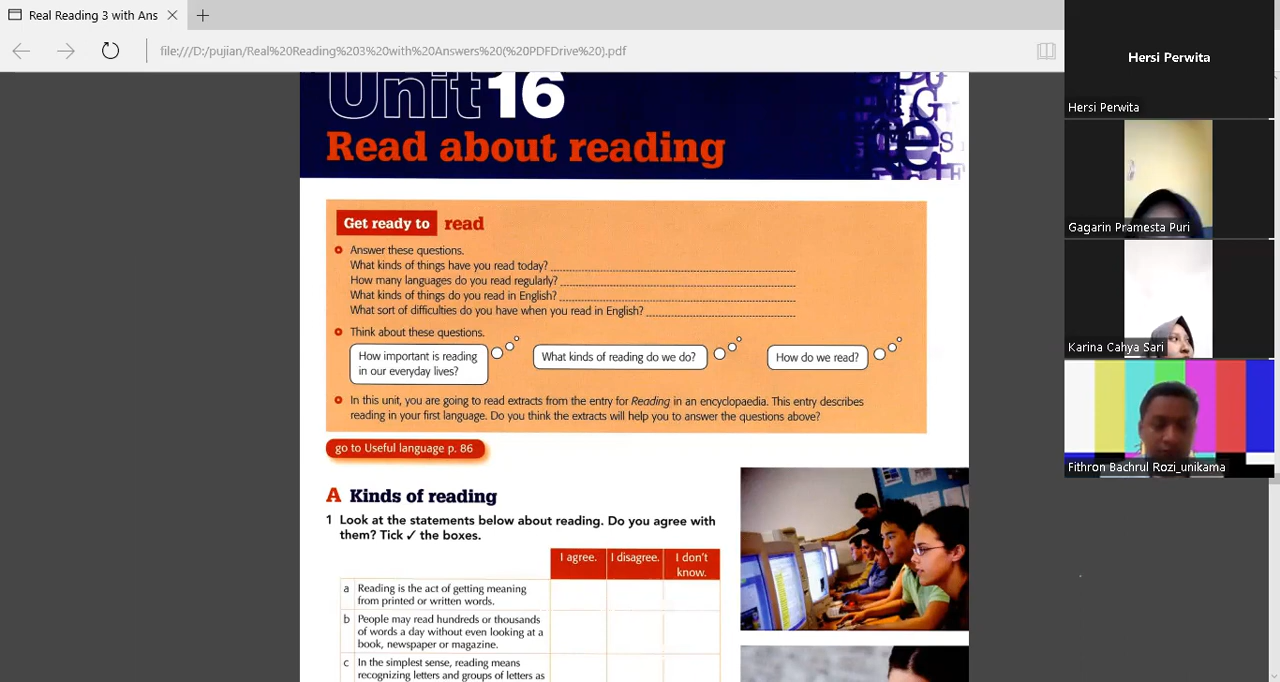 Real Reading 3 with Ans
file:///D:/pujian/Real%20Reading%203%20with%20Answers%20(%20PDFDrive%20).pdf
Unit 16
Read about reading
Get ready to read
Answer these questions.
What kinds of things have you read today?
How many languages do you read regularly?
What kinds of things do you read in English?
What sort of difficulties do you have when you read in English?
Think about these questions.
How important is reading
in our everyday lives?
What kinds of reading do we do?
How do we read?
In this unit, you are going to read extracts from the entry for Reading in an encyclopaedia. This entry describes
reading in your first language. Do you think the extracts will help you to answer the questions above?
go to Useful language p. 86
A Kinds of reading
1 Look at the statements below about reading. Do you agree with
them? Tick ✓ the boxes.
I agree. I disagree. I don't
know.
a Reading is the act of getting meaning
from printed or written words.
b People may read hundreds or thousands
of words a day without even looking at a
book, newspaper or magazine.
c In the simplest sense, reading means
recognizing letters and groups of letters as
Hersi Perwita
Hersi Perwita
Gagarin Pramesta Puri
Karina Cahya Sari
Fithron Bachrul Rozi_unikama